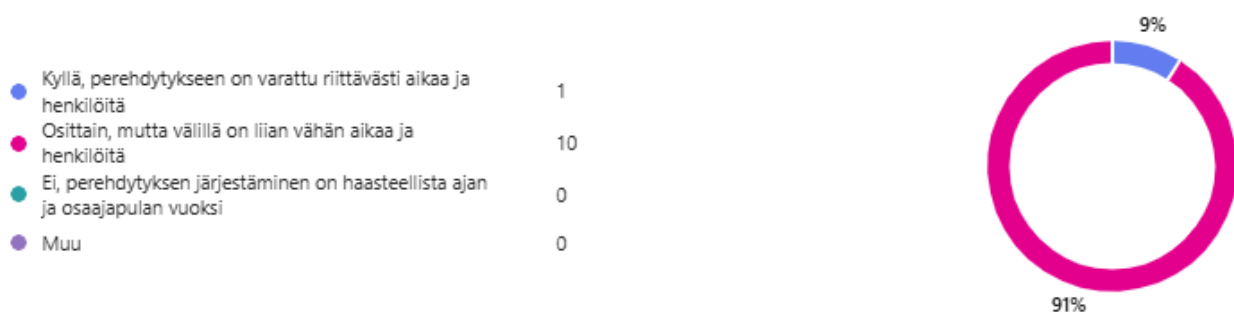 9%
Kyllä, perehdytykseen on varattu riittävästi aikaa ja
henkilöitä
1
Osittain, mutta välillä on liian vähän aikaa ja
henkilöitä
10
Ei, perehdytyksen järjestäminen on haasteellista ajan
ja osaajapulan vuoksi
0
Muu
0
91%